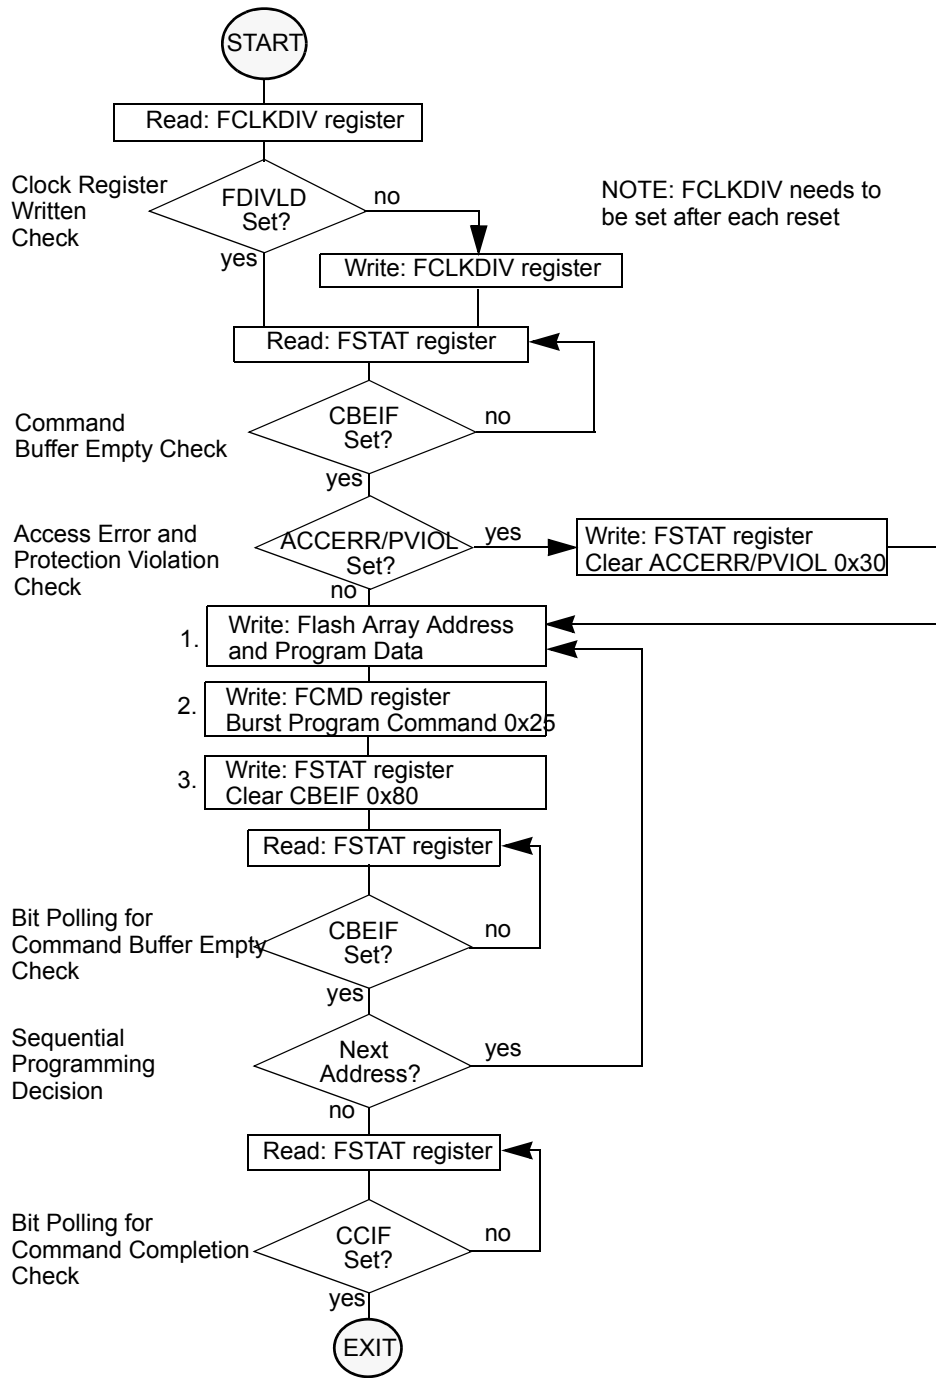 START
Read: FCLKDIV register
Clock Register
Written
Check
FDIVLD
Set?
no
yes
NOTE: FCLKDIV needs to
be set after each reset
Write: FCLKDIV register
Read: FSTAT register
Command
Buffer Empty Check
CBEIF
Set?
no
yes
Access Error and
Protection Violation
Check
ACCERR/PVIOL
Set?
yes
no
Write: FSTAT register
Clear ACCERR/PVIOL 0x30
1.
Write: Flash Array Address
and Program Data
2.
Write: FCMD register
Burst Program Command 0x25
3.
Write: FSTAT register
Clear CBEIF 0x80
Read: FSTAT register
Bit Polling for
Command Buffer Empty
Check
CBEIF
Set?
no
yes
Sequential
Programming
Decision
Next
Address?
yes
no
Read: FSTAT register
Bit Polling for
Command Completion
Check
CCIF
Set?
no
yes
EXIT